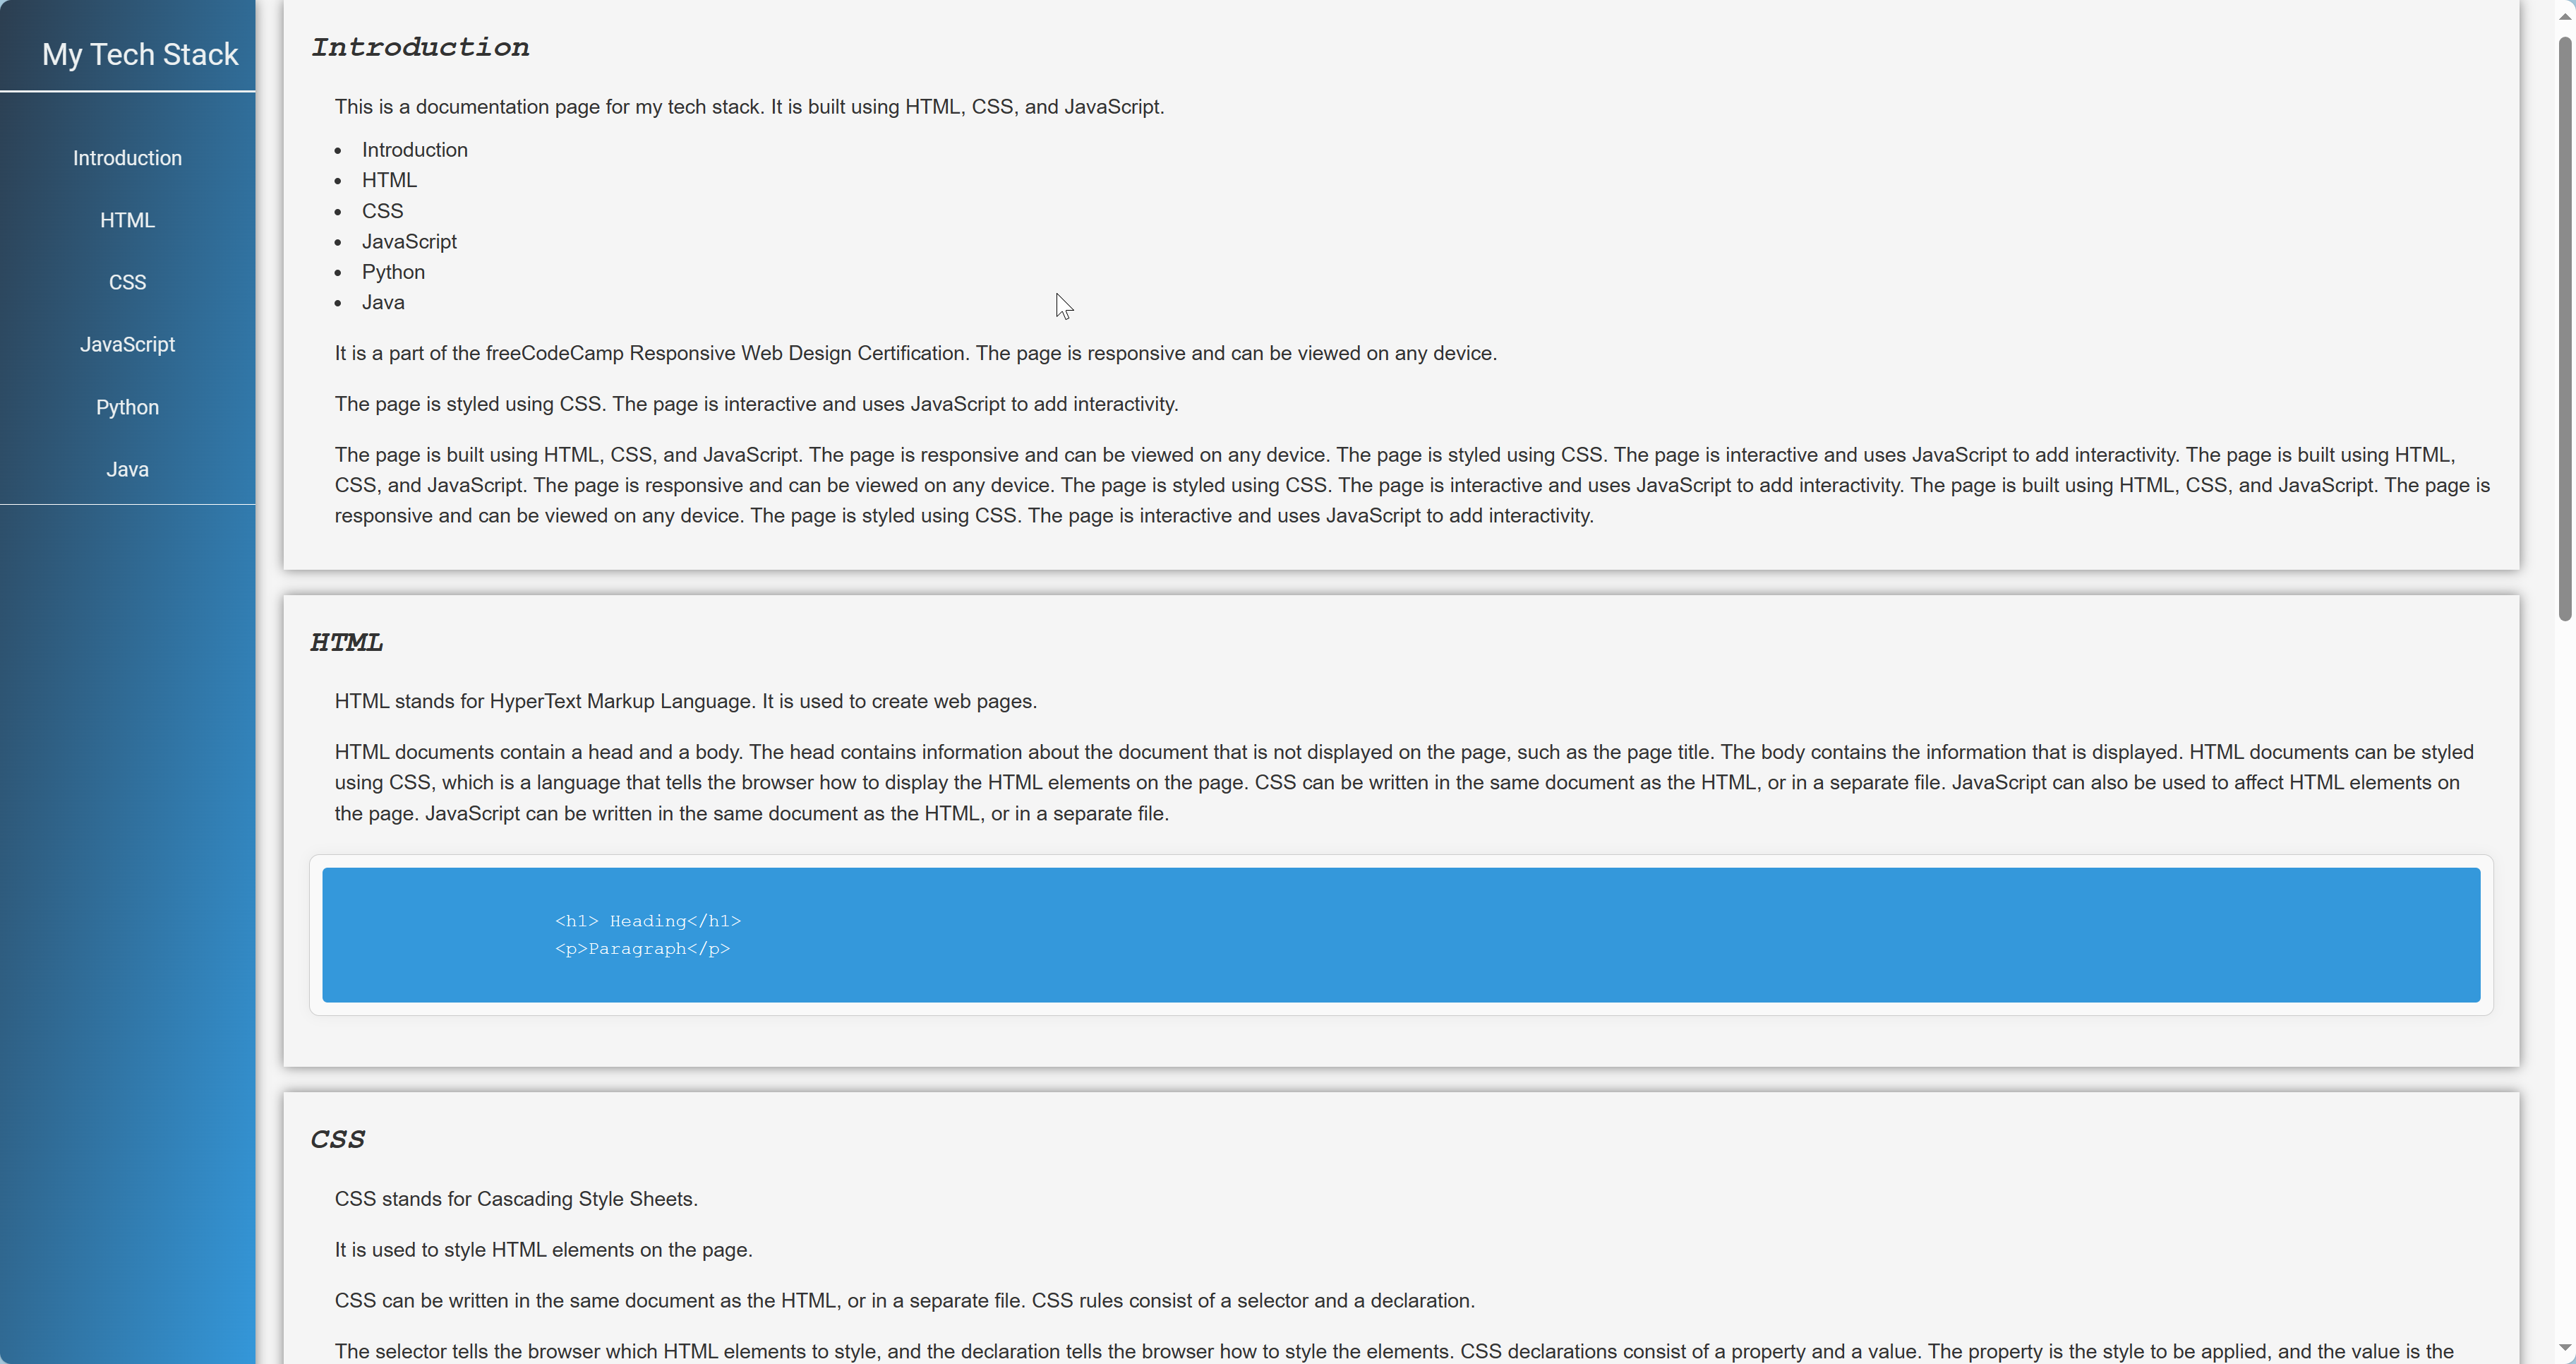 My Tech Stack
Introduction
HTML
CSS
JavaScript
Python
Java
Introduction
This is a documentation page for my tech stack. It is built using HTML, CSS, and JavaScript.
Introduction
HTML
CSS
JavaScript
Python
Java
It is a part of the freeCodeCamp Responsive Web Design Certification. The page is responsive and can be viewed on any device.
The page is styled using CSS. The page is interactive and uses JavaScript to add interactivity.
The page is built using HTML, CSS, and JavaScript. The page is responsive and can be viewed on any device. The page is styled using CSS. The page is interactive and uses JavaScript to add interactivity. The page is built using HTML,
CSS, and JavaScript. The page is responsive and can be viewed on any device. The page is styled using CSS. The page is interactive and uses JavaScript to add interactivity. The page is built using HTML, CSS, and JavaScript. The page is
responsive and can be viewed on any device. The page is styled using CSS. The page is interactive and uses JavaScript to add interactivity.
HTML
HTML stands for HyperText Markup Language. It is used to create web pages.
HTML documents contain a head and a body. The head contains information about the document that is not displayed on the page, such as the page title. The body contains the information that is displayed. HTML documents can be styled
using CSS, which is a language that tells the browser how to display the HTML elements on the page. CSS can be written in the same document as the HTML, or in a separate file. JavaScript can also be used to affect HTML elements on
the page. JavaScript can be written in the same document as the HTML, or in a separate file.
<h1> Heading</h1>
<p>Paragraph</p>
CSS
CSS stands for Cascading Style Sheets.
It is used to style HTML elements on the page.
CSS can be written in the same document as the HTML, or in a separate file. CSS rules consist of a selector and a declaration.
The selector tells the browser which HTML elements to style, and the declaration tells the browser how to style the elements. CSS declarations consist of a property and a value. The property is the style to be applied, and the value is the